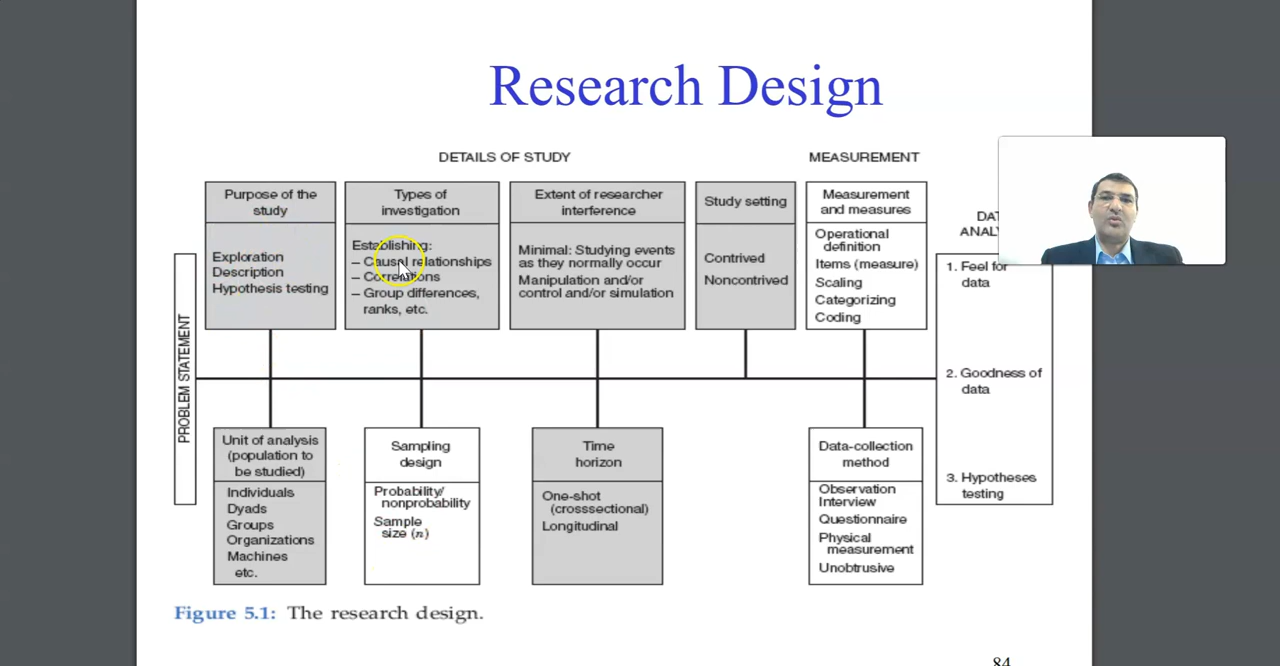 Research Design
DETAILS OF STUDY
MEASUREMENT
Purpose of the
study
Exploration
Description
Hypothesis testing
Types of
investigation
Establishing:
– Causal relationships
– Correlations
– Group differences,
ranks, etc.
Extent of researcher
interference
Minimal: Studying events
as they normally occur
Manipulation and/or
control and/or simulation
Study setting
Contrived
Noncontrived
Measurement
and measures
Operational
definition
Items (measure)
Scaling
Categorizing
Coding
1. Feel for
data
2. Goodness of
data
3. Hypotheses
testing
PROBLEM STATEMENT
Unit of analysis
(population to
be studied)
Individuals
Dyads
Groups
Organizations
Machines
etc.
Sampling
design
Probability/
nonprobability
Sample
size (n)
Time
horizon
One-shot
(crosssectional)
Longitudinal
Data-collection
method
Observation
Interview
Questionnaire
Physical
measurement
Unobtrusive
Figure 5.1: The research design.
84